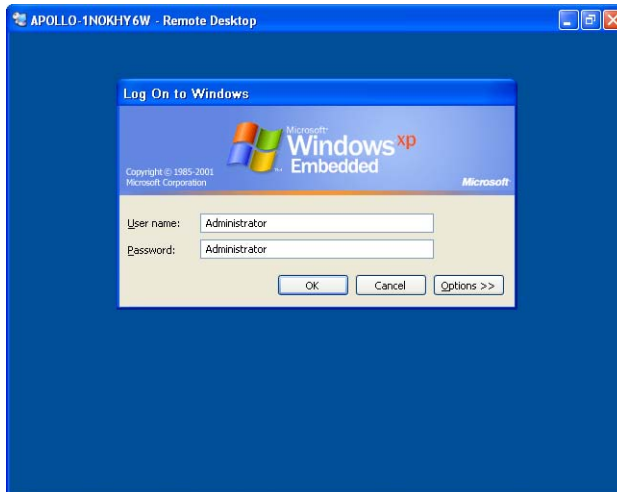 APOLLO-1NOKHY6W - Remote Desktop
Log On to Windows
Microsoft
Windows xp
Embedded
Copyright © 1985-2001
Microsoft Corporation
Microsoft
User name: Administrator
Password: Administrator
OK Cancel Options >>